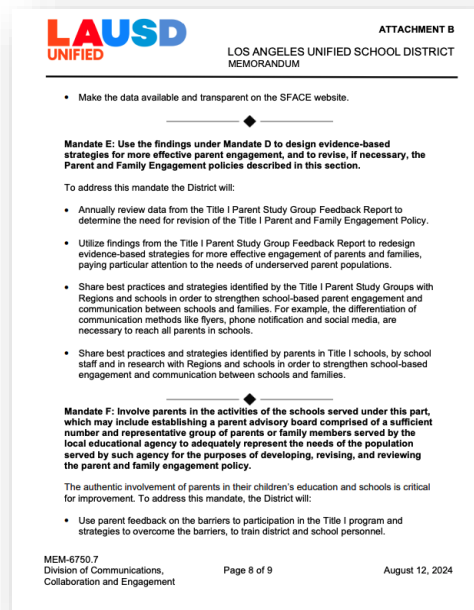 LAUSD
UNIFIED
ATTACHMENT B
LOS ANGELES UNIFIED SCHOOL DISTRICT
MEMORANDUM
• Make the data available and transparent on the SFACE website.
Mandate E: Use the findings under Mandate D to design evidence-based
strategies for more effective parent engagement, and to revise, if necessary, the
Parent and Family Engagement policies described in this section.
To address this mandate the District will:
• Annually review data from the Title I Parent Study Group Feedback Report to
determine the need for revision of the Title I Parent and Family Engagement Policy.
• Utilize findings from the Title I Parent Study Group Feedback Report to redesign
evidence-based strategies for more effective engagement of parents and families,
paying particular attention to the needs of underserved parent populations.
• Share best practices and strategies identified by the Title I Parent Study Groups with
Regions and schools in order to strengthen school-based parent engagement and
communication between schools and families. For example, the differentiation of
communication methods like flyers, phone notification and social media, are
necessary to reach all parents in schools.
• Share best practices and strategies identified by parents in Title I schools, by school
staff and in research with Regions and schools in order to strengthen school-based
engagement and communication between schools and families.
Mandate F: Involve parents in the activities of the schools served under this part,
which may include establishing a parent advisory board comprised of a sufficient
number and representative group of parents or family members served by the
local educational agency to adequately represent the needs of the population
served by such agency for the purposes of developing, revising, and reviewing
the parent and family engagement policy.
The authentic involvement of parents in their children's education and schools is critical
for improvement. To address this mandate, the District will:
• Use parent feedback on the barriers to participation in the Title I program and
strategies to overcome the barriers, to train district and school personnel.
MEM-6750.7
Division of Communications,
Collaboration and Engagement
Page 8 of 9
August 12, 2024